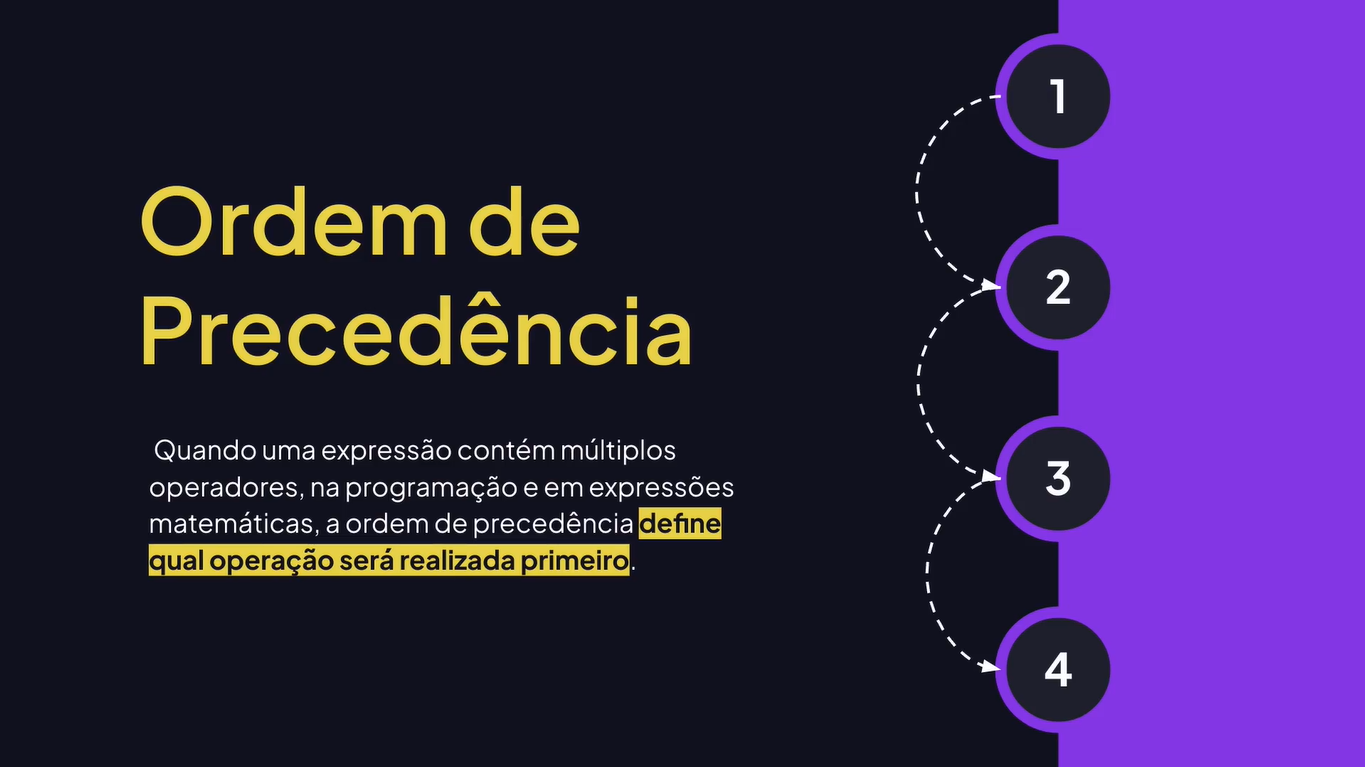 Ordem de
Precedência
Quando uma expressão contém múltiplos
operadores, na programação e em expressões
matemáticas, a ordem de precedência define
qual operação será realizada primeiro.
1
2
3
4